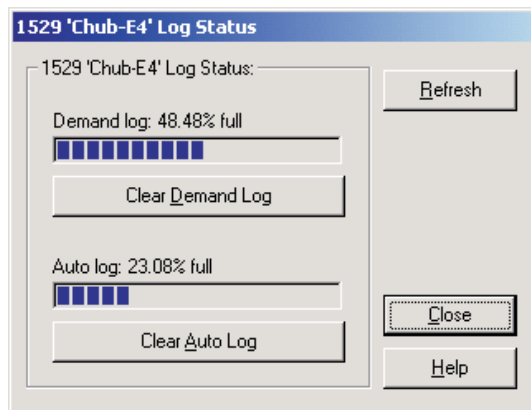 1529 'Chub-E4' Log Status
1529 'Chub-E4' Log Status:
Refresh
Demand log: 48.48% full
Clear Demand Log
Auto log: 23.08% full
Clear Auto Log
Close
Help